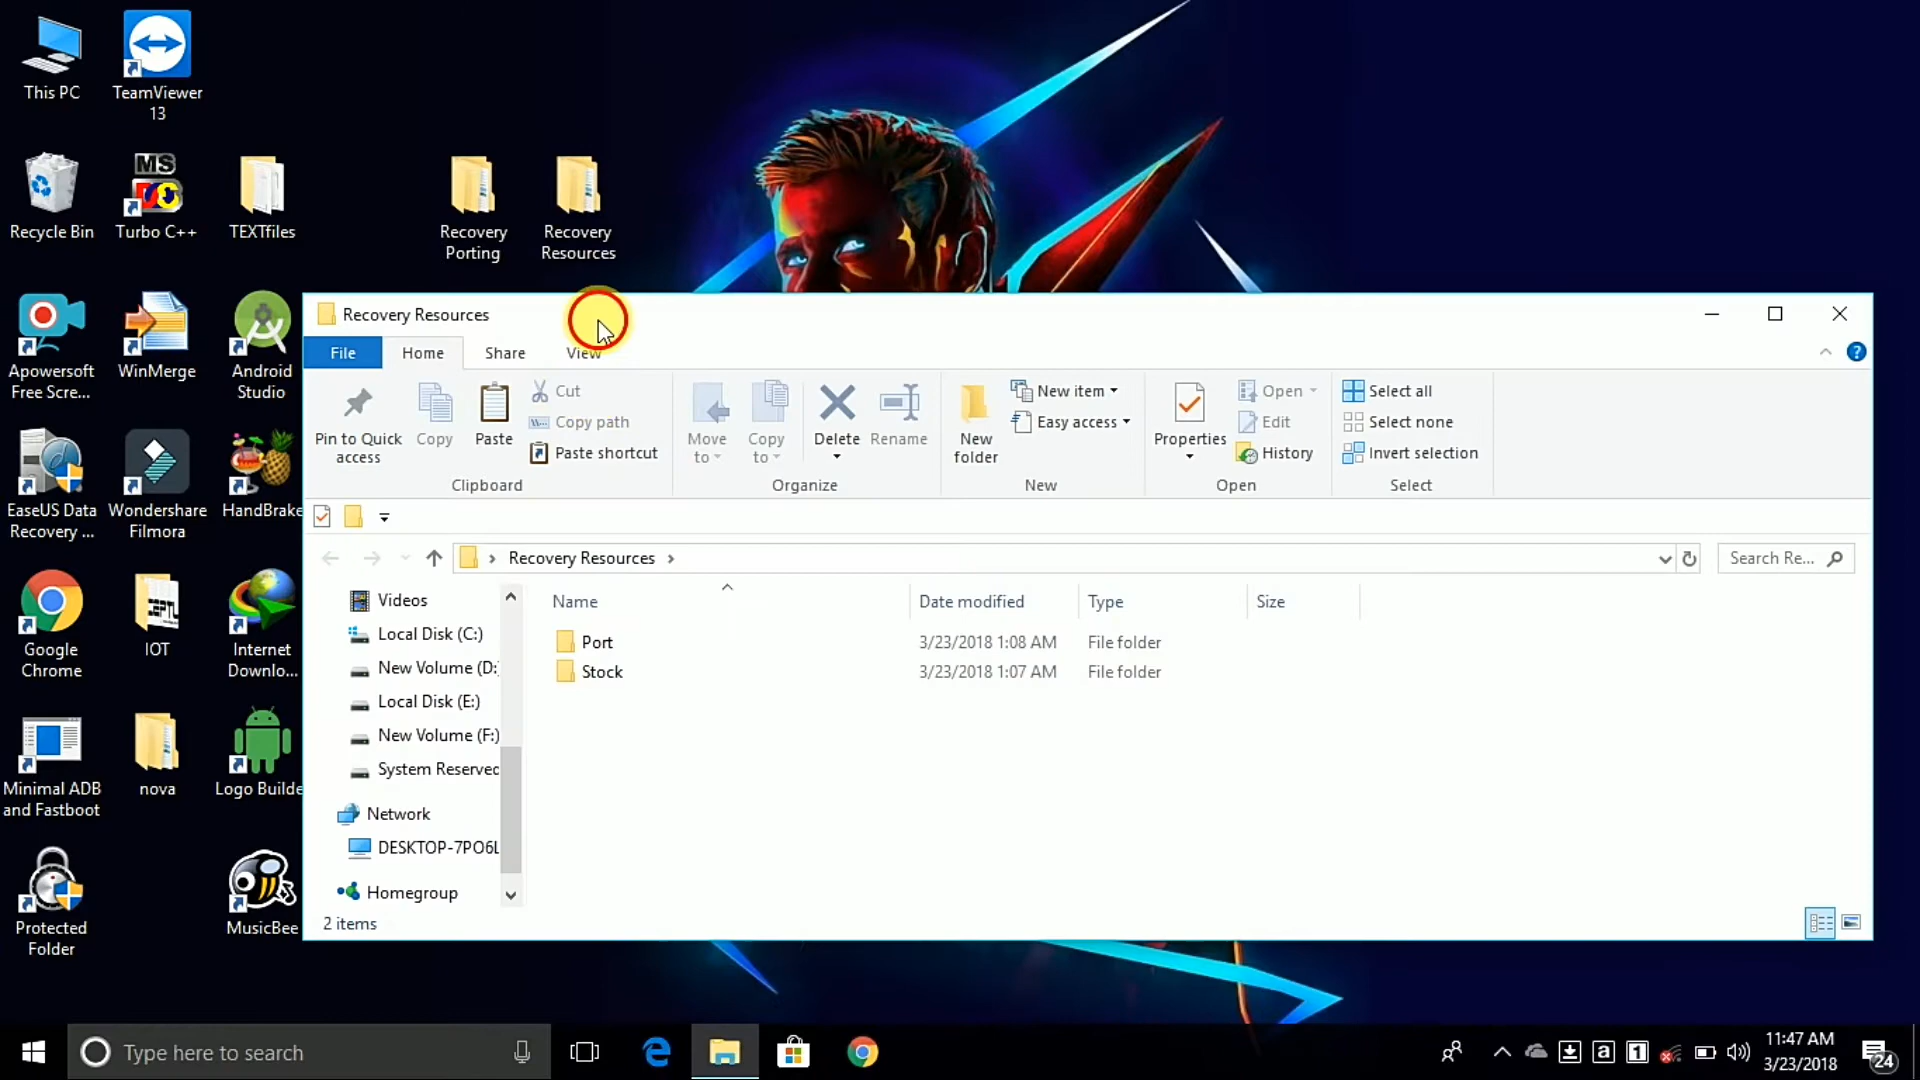 This PC
TeamViewer
13
Recycle Bin
MS
Turbo C++
TEXTfiles
Recovery
Porting
Recovery
Resources
Apowersoft
Free Scre...
WinMerge
Android
Studio
EaseUS Data
Recovery ...
Wondershare
Filmora
HandBrake
Google
Chrome
IOT
Internet
Downlo...
Minimal ADB
and Fastboot
nova
Logo Builde
Protected
Folder
MusicBee
Recovery Resources
File
Home
Share
View
Pin to Quick
access
Copy
Paste
Cut
Copy path
Paste shortcut
Clipboard
Move
to
Copy
to
Delete
Rename
Organize
New
folder
New item
Easy access
New
Properties
Open
Edit
History
Open
Select all
Select none
Invert selection
Select
Recovery Resources
Search Re...
Videos
Local Disk (C:)
New Volume (D:
Local Disk (E:)
New Volume (F:)
System Reserved
Network
DESKTOP-7PO6L
Homegroup
Name Date modified Type Size
Port 3/23/2018 1:08 AM File folder
Stock 3/23/2018 1:07 AM File folder
2 items
Type here to search
a
1
11:47 AM
3/23/2018
24